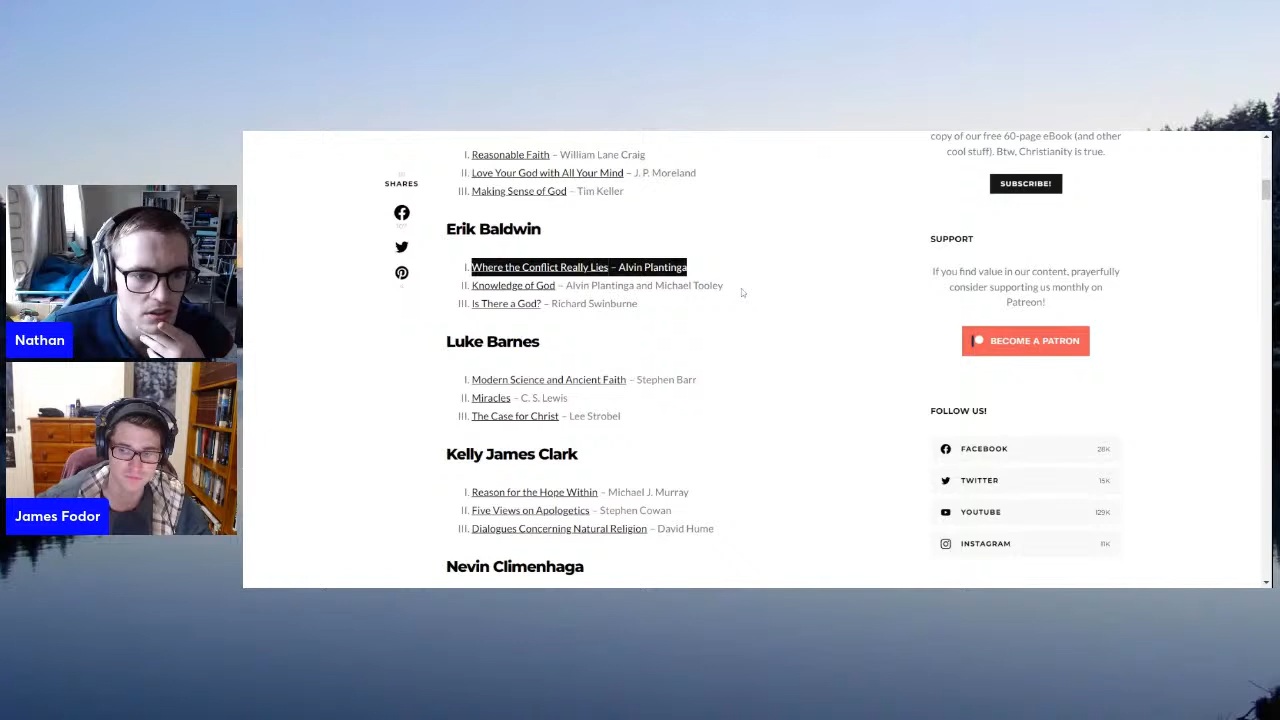 copy of our free 60-page eBook (and other
cool stuff). Btw, Christianity is true.
SUBSCRIBE!
I. Reasonable Faith – William Lane Craig
II. Love Your God with All Your Mind – J. P. Moreland
III. Making Sense of God – Tim Keller
SHARES
Erik Baldwin
I. Where the Conflict Really Lies – Alvin Plantinga
II. Knowledge of God – Alvin Plantinga and Michael Tooley
III. Is There a God? – Richard Swinburne
SUPPORT
If you find value in our content, prayerfully
consider supporting us monthly on
Patreon!
BECOME A PATRON
Nathan
Luke Barnes
I. Modern Science and Ancient Faith – Stephen Barr
II. Miracles – C. S. Lewis
III. The Case for Christ – Lee Strobel
FOLLOW US!
FACEBOOK 28K
TWITTER 15K
YOUTUBE 129K
INSTAGRAM 11K
Kelly James Clark
I. Reason for the Hope Within – Michael J. Murray
II. Five Views on Apologetics – Stephen Cowan
III. Dialogues Concerning Natural Religion – David Hume
James Fodor
Nevin Climenhaga